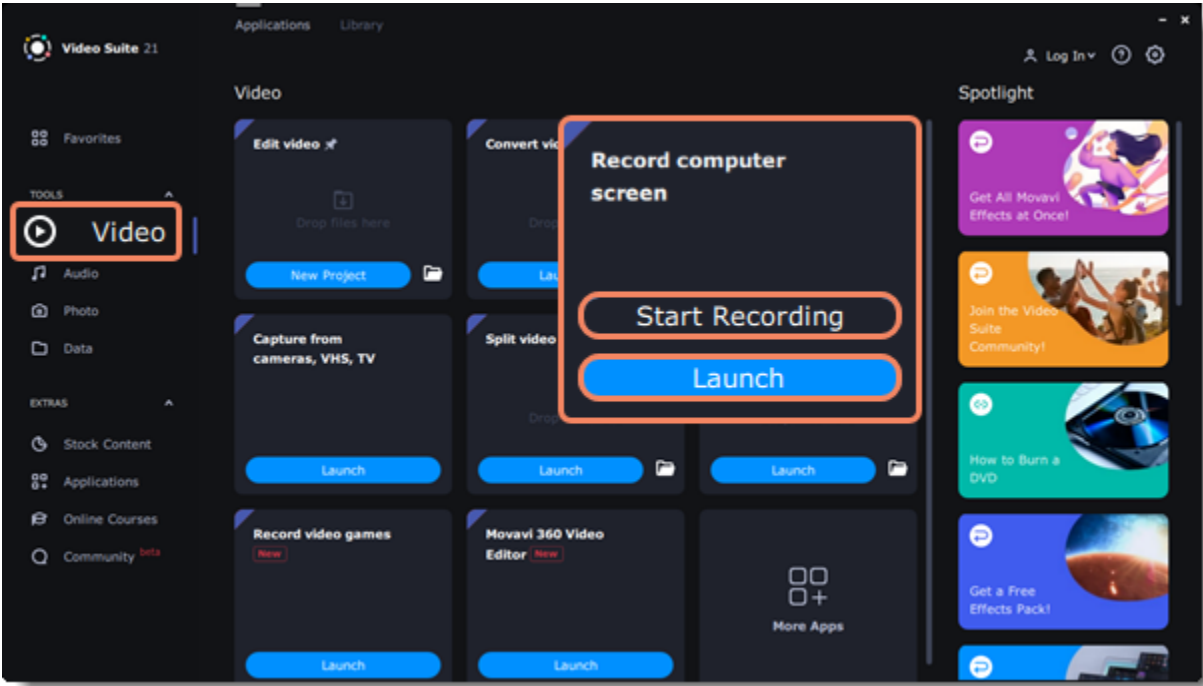 Applications Library
Video Suite 21
Log In
Video
Spotlight
Favorites
TOOLS
Video
Audio
Photo
Data
EXTRAS
Stock Content
Applications
Online Courses
Community beta
Edit video
Drop files here
New Project
Convert
Record computer
screen
Start Recording
Launch
Capture from
cameras, VHS, TV
Launch
Split video
Drop
Launch
Launch
Record video games
New
Launch
Movavi 360 Video
Editor New
Launch
More Apps
Get All Movavi
Effects at Once!
Join the Video
Suite
Community!
How to Burn a
DVD
Get a Free
Effects Pack!